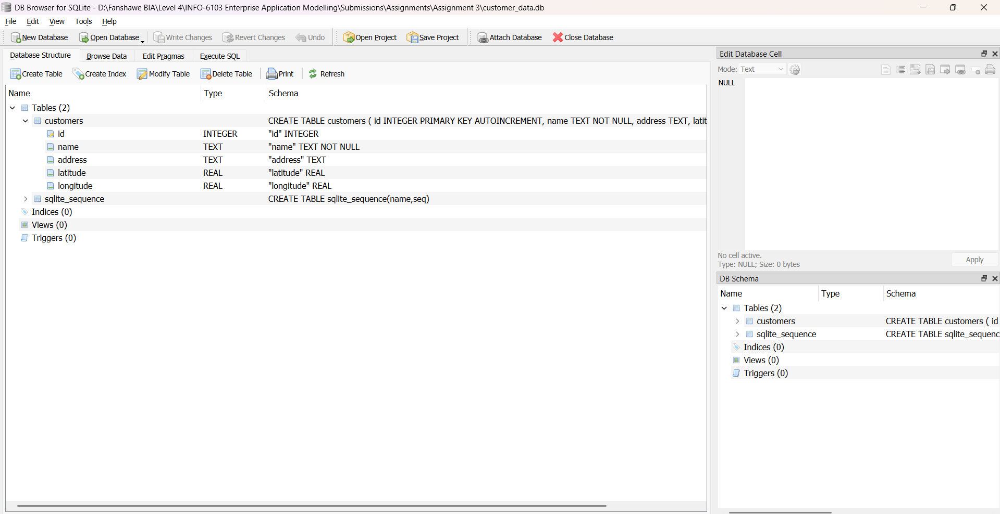 DB Browser for SQLite - D:\Fanshawe BIA\Level 4\INFO-6103 Enterprise Application Modelling\Submissions\Assignments\Assignment 3\customer_data.db
File Edit View Tools Help
New Database Open Database Write Changes Revert Changes Undo Open Project Save Project Attach Database Close Database
Database Structure Browse Data Edit Pragmas Execute SQL
Create Table Create Index Modify Table Delete Table Print Refresh
Name Type Schema
Tables (2)
customers CREATE TABLE customers ( id INTEGER PRIMARY KEY AUTOINCREMENT, name TEXT NOT NULL, address TEXT, latit
id INTEGER "id" INTEGER
name TEXT "name" TEXT NOT NULL
address TEXT "address" TEXT
latitude REAL "latitude" REAL
longitude REAL "longitude" REAL
sqlite_sequence CREATE TABLE sqlite_sequence(name,seq)
Indices (0)
Views (0)
Triggers (0)
Edit Database Cell
Mode: Text
NULL
No cell active.
Type: NULL; Size: 0 bytes
Apply
DB Schema
Name Type Schema
Tables (2)
customers CREATE TABLE customers ( id
sqlite_sequence CREATE TABLE sqlite_sequenc
Indices (0)
Views (0)
Triggers (0)